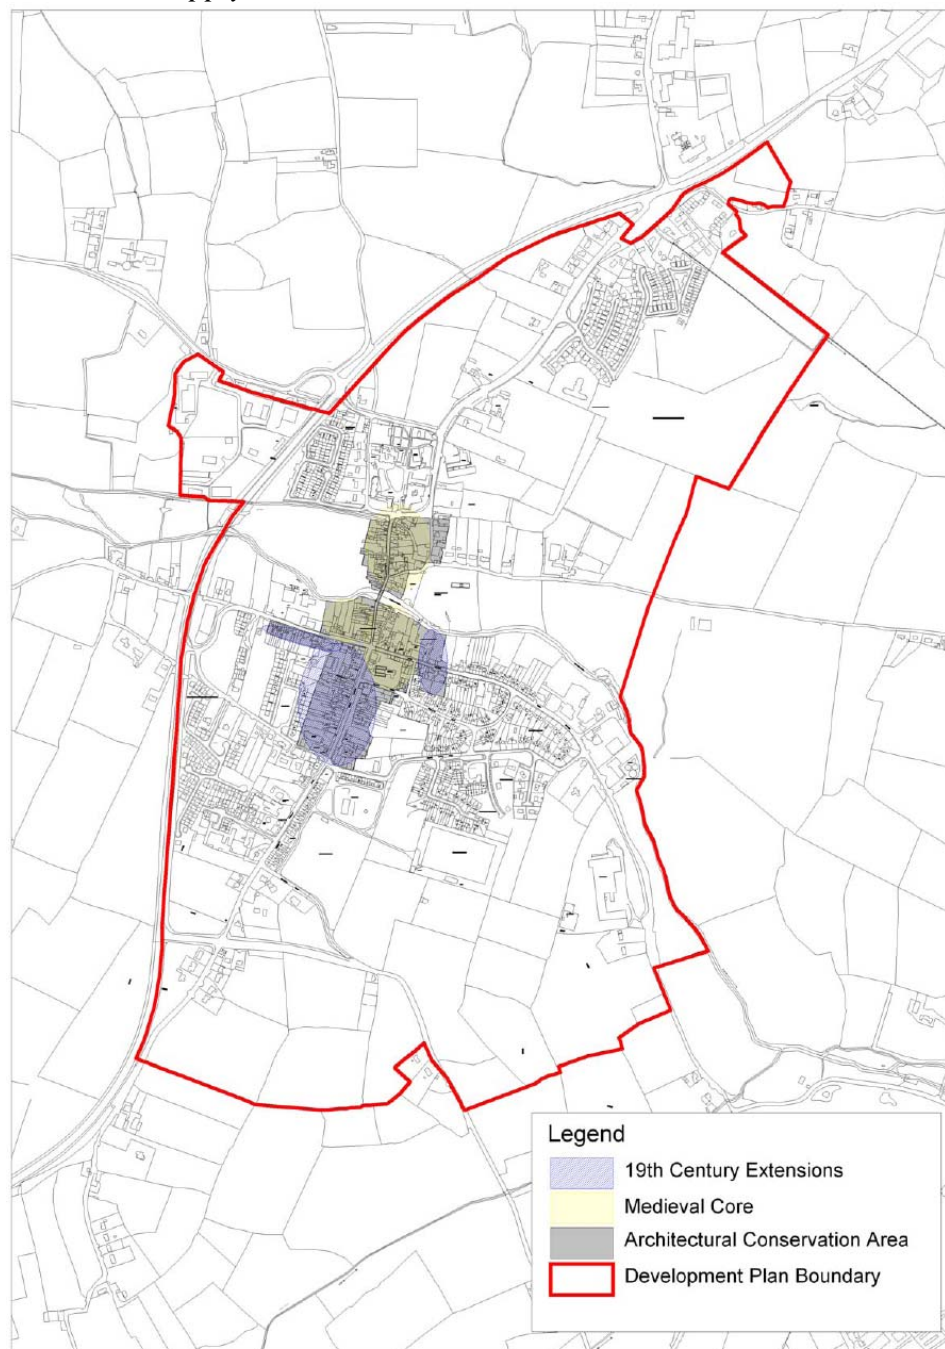 Legend
19th Century Extensions
Medieval Core
Architectural Conservation Area
Development Plan Boundary